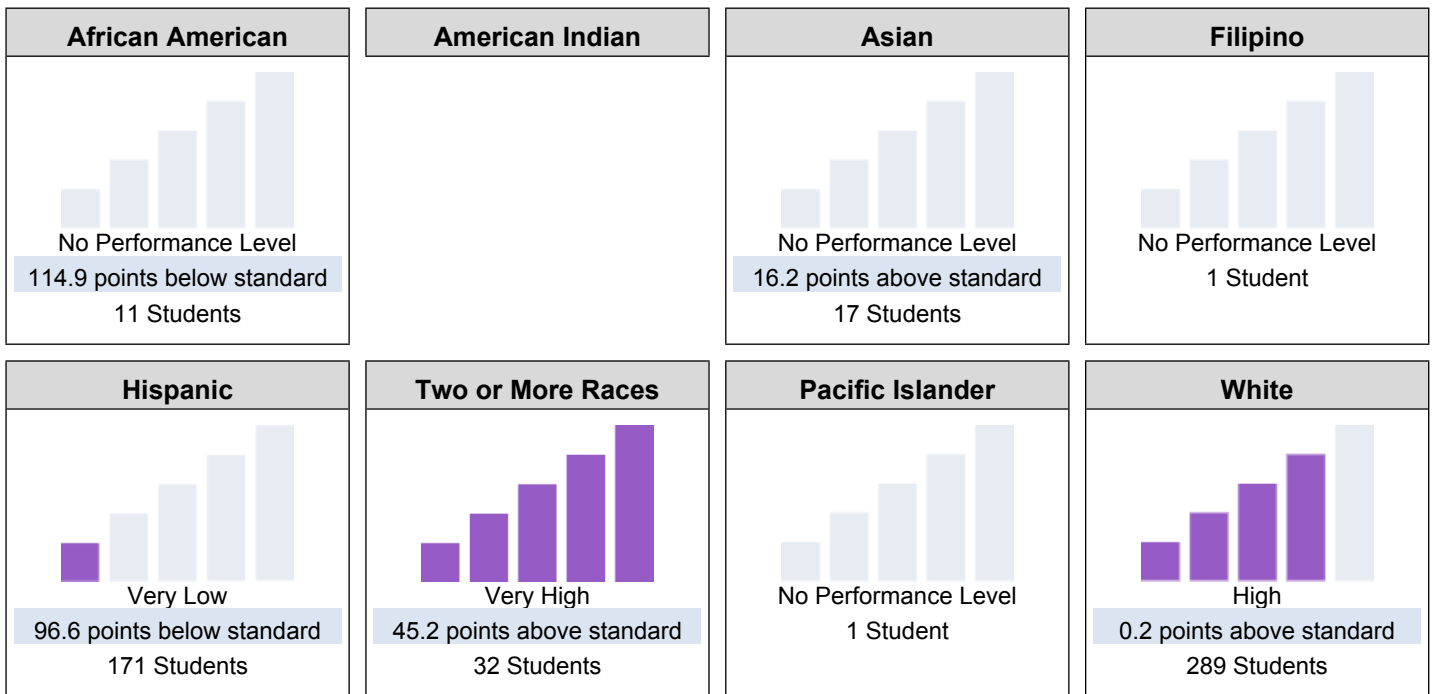 African American
No Performance Level
114.9 points below standard
11 Students
American Indian
Asian
No Performance Level
16.2 points above standard
17 Students
Filipino
No Performance Level
1 Student
Hispanic
Very Low
96.6 points below standard
171 Students
Two or More Races
Very High
45.2 points above standard
32 Students
Pacific Islander
No Performance Level
1 Student
White
High
0.2 points above standard
289 Students